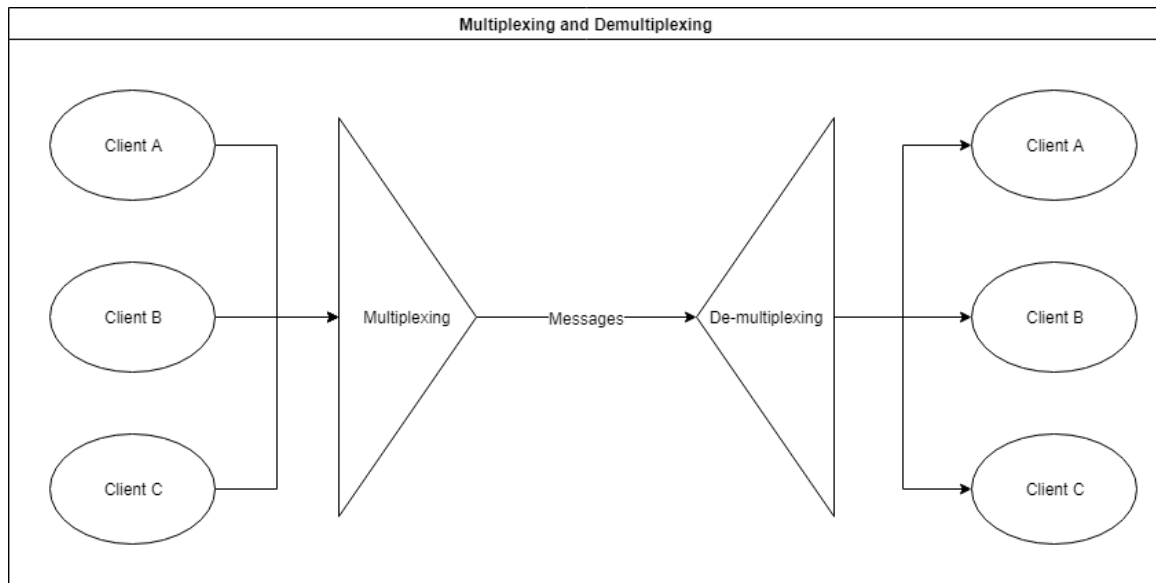 Multiplexing and Demultiplexing
Client A
Client B
Client C
Multiplexing
Messages
De-multiplexing
Client A
Client B
Client C